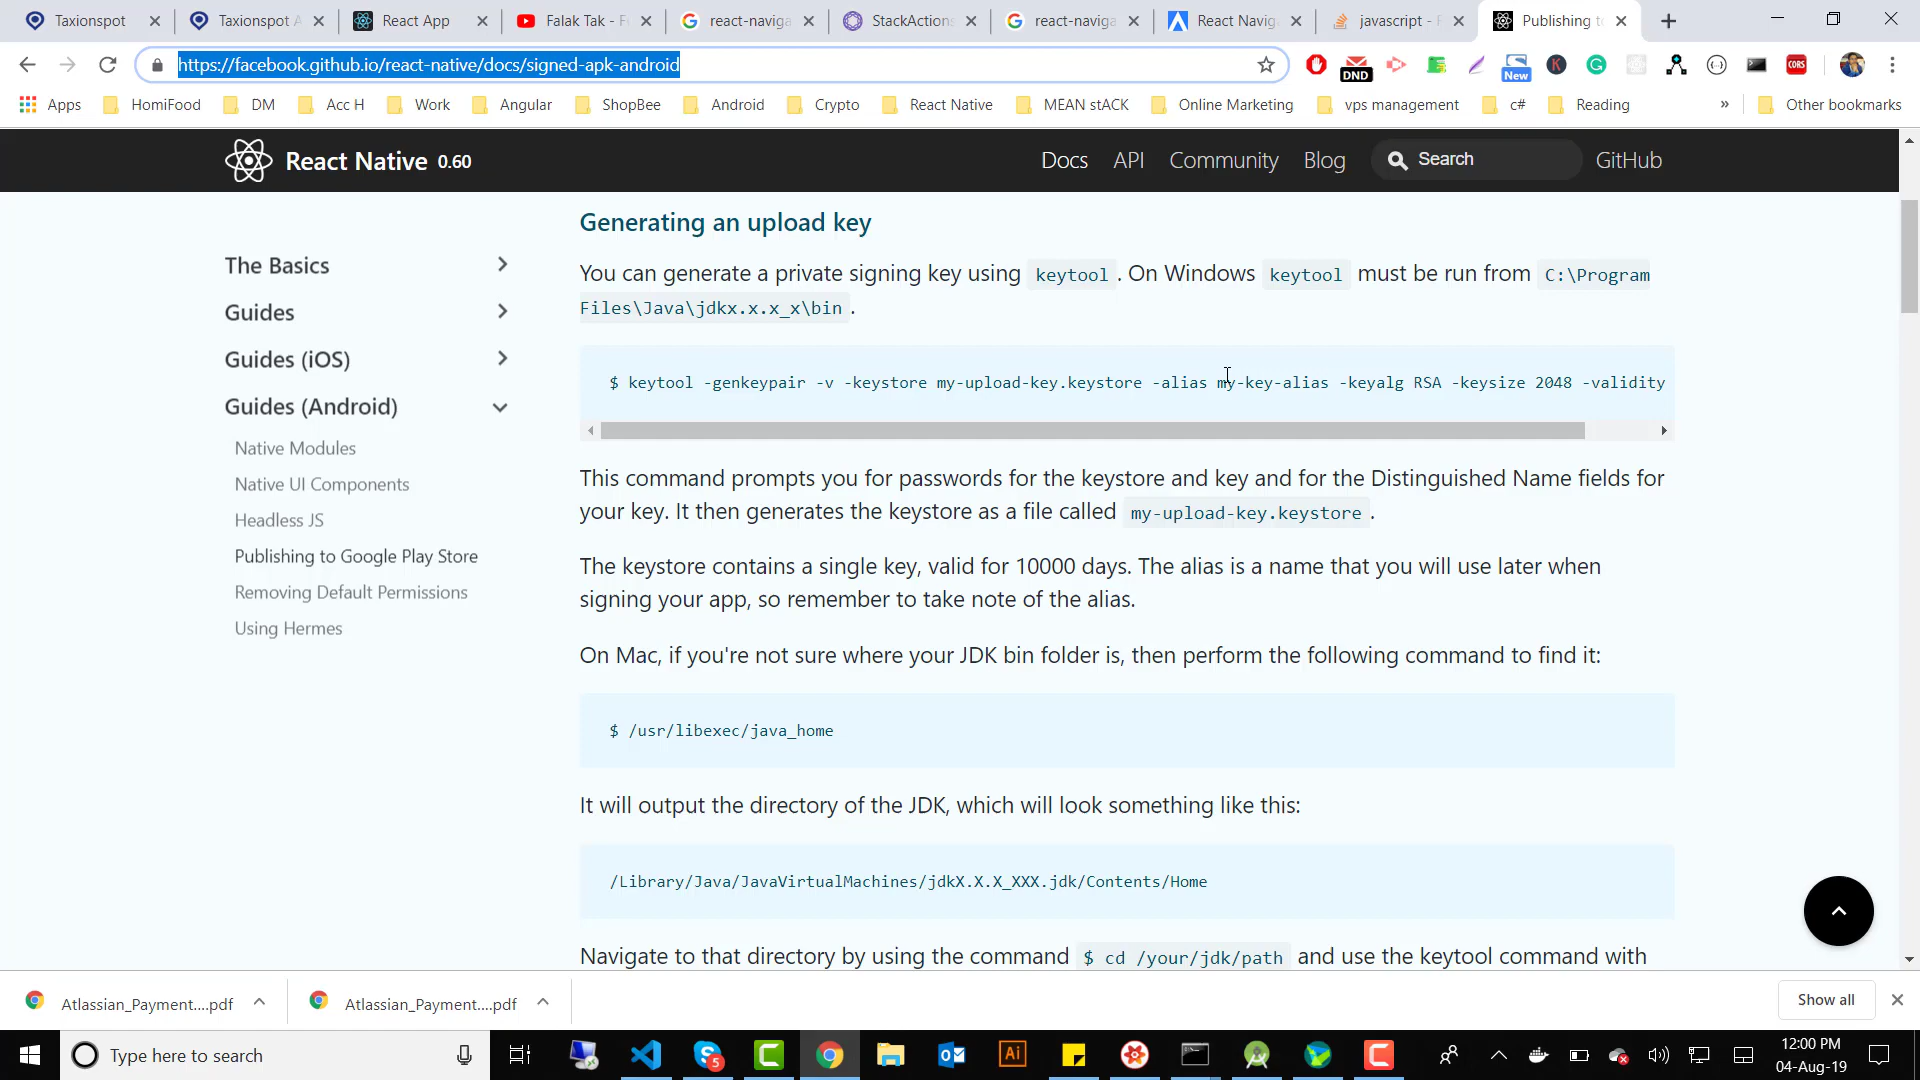 Taxionspot
Taxionspot A
React App
Falak Tak - F
react-naviga
StackActions
react-naviga
React Navig
javascript - F
Publishing to
https://facebook.github.io/react-native/docs/signed-apk-android
DND
New
CORS
Apps
HomiFood
DM
Acc H
Work
Angular
ShopBee
Android
Crypto
React Native
MEAN stACK
Online Marketing
vps management
c#
Reading
»
Other bookmarks
React Native 0.60
Docs
API
Community
Blog
Search
GitHub
The Basics
Guides
Guides (iOS)
Guides (Android)
Native Modules
Native UI Components
Headless JS
Publishing to Google Play Store
Removing Default Permissions
Using Hermes
Generating an upload key
You can generate a private signing key using keytool . On Windows keytool must be run from C:\Program
Files\Java\jdkx.x.x_x\bin .
$ keytool -genkeypair -v -keystore my-upload-key.keystore -alias my-key-alias -keyalg RSA -keysize 2048 -validity
This command prompts you for passwords for the keystore and key and for the Distinguished Name fields for
your key. It then generates the keystore as a file called my-upload-key.keystore .
The keystore contains a single key, valid for 10000 days. The alias is a name that you will use later when
signing your app, so remember to take note of the alias.
On Mac, if you're not sure where your JDK bin folder is, then perform the following command to find it:
$ /usr/libexec/java_home
It will output the directory of the JDK, which will look something like this:
/Library/Java/JavaVirtualMachines/jdkX.X.X_XXX.jdk/Contents/Home
Navigate to that directory by using the command $ cd /your/jdk/path and use the keytool command with
Atlassian_Payment....pdf
Atlassian_Payment....pdf
Show all
Type here to search
5
Ai
12:00 PM
04-Aug-19